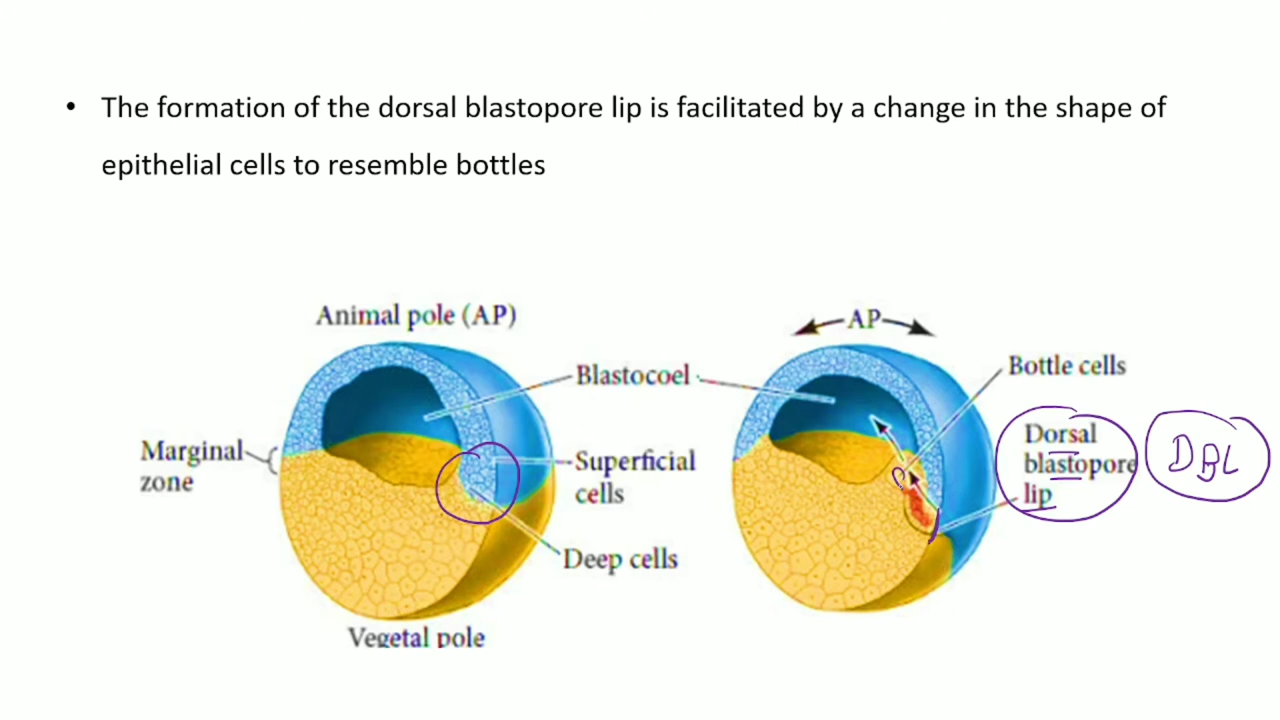 • The formation of the dorsal blastopore lip is facilitated by a change in the shape of
epithelial cells to resemble bottles
Animal pole (AP)
AP
Blastocoel
Bottle cells
Marginal
zone
Superficial
cells
Dorsal
blastopore
lip
DBL
Deep cells
Vegetal pole